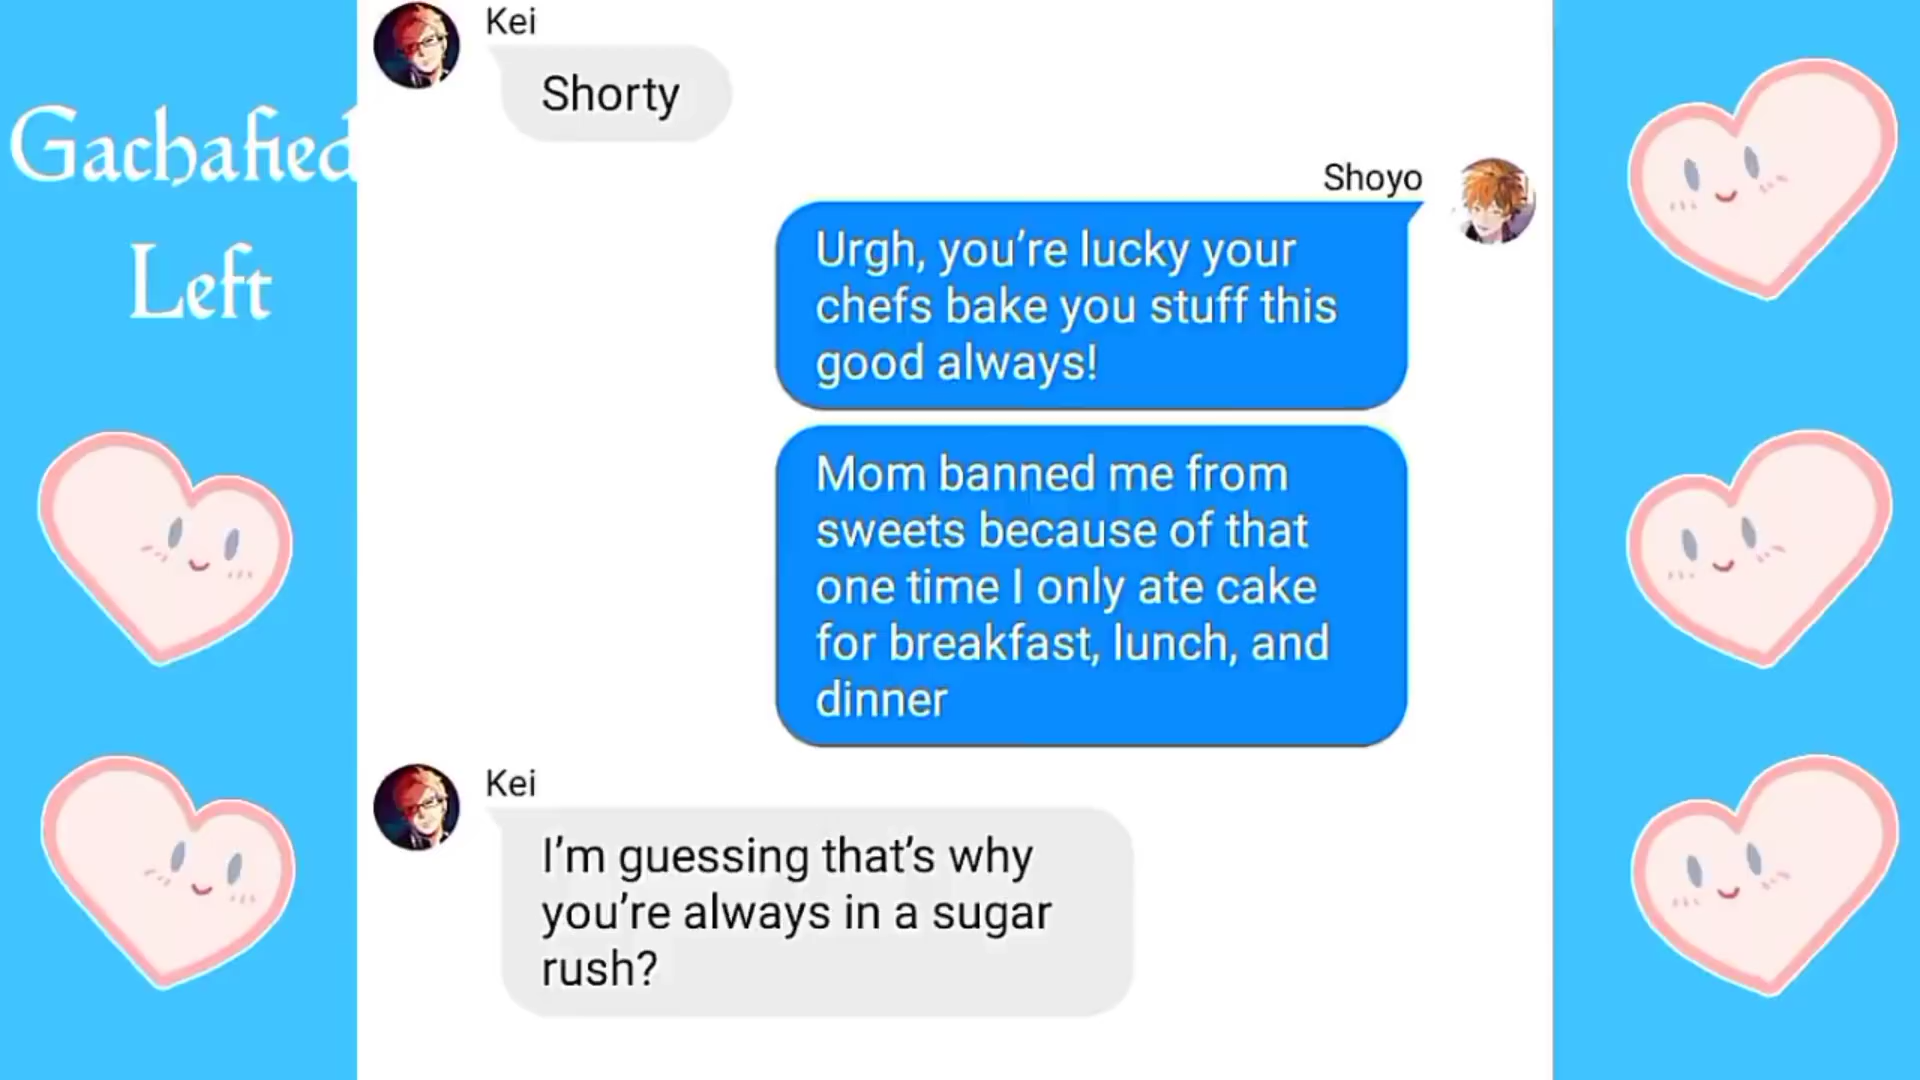 Gachafied
Left
Kei
Shorty
Shoyo
Urgh, you're lucky your
chefs bake you stuff this
good always!
Mom banned me from
sweets because of that
one time I only ate cake
for breakfast, lunch, and
dinner
Kei
I'm guessing that's why
you're always in a sugar
rush?